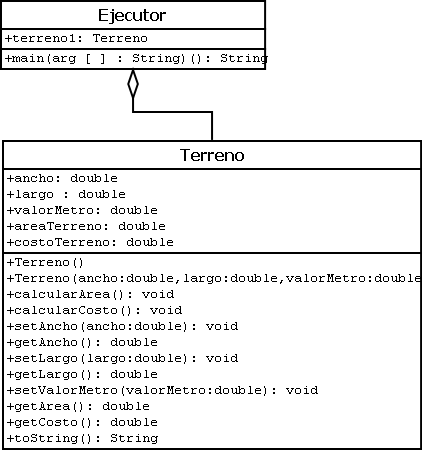 Ejecutor
+terreno1: Terreno
+main(arg [ ] : String)(): String
Terreno
+ancho: double
+largo : double
+valorMetro: double
+areaTerreno: double
+costoTerreno: double
+Terreno()
+Terreno(ancho:double,largo:double,valorMetro:double
+calcularArea(): void
+calcularCosto(): void
+setAncho(ancho:double): void
+getAncho(): double
+setLargo(largo:double): void
+getLargo(): double
+setValorMetro(valorMetro:double): void
+getArea(): double
+getCosto(): double
+toString(): String